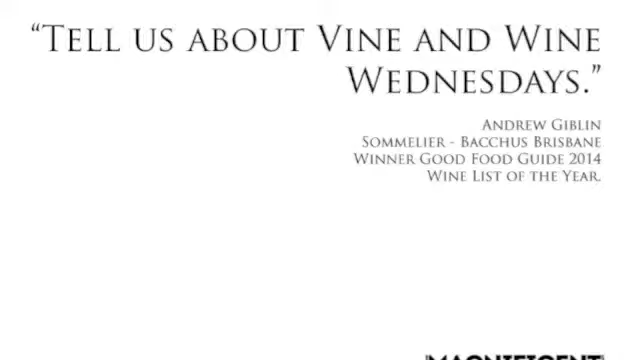 “Tell us about Vine and Wine
Wednesdays.”
Andrew Giblin
Sommelier - Bacchus Brisbane
Winner Good Food Guide 2014
Wine List of the Year.
MAGNIFICENT